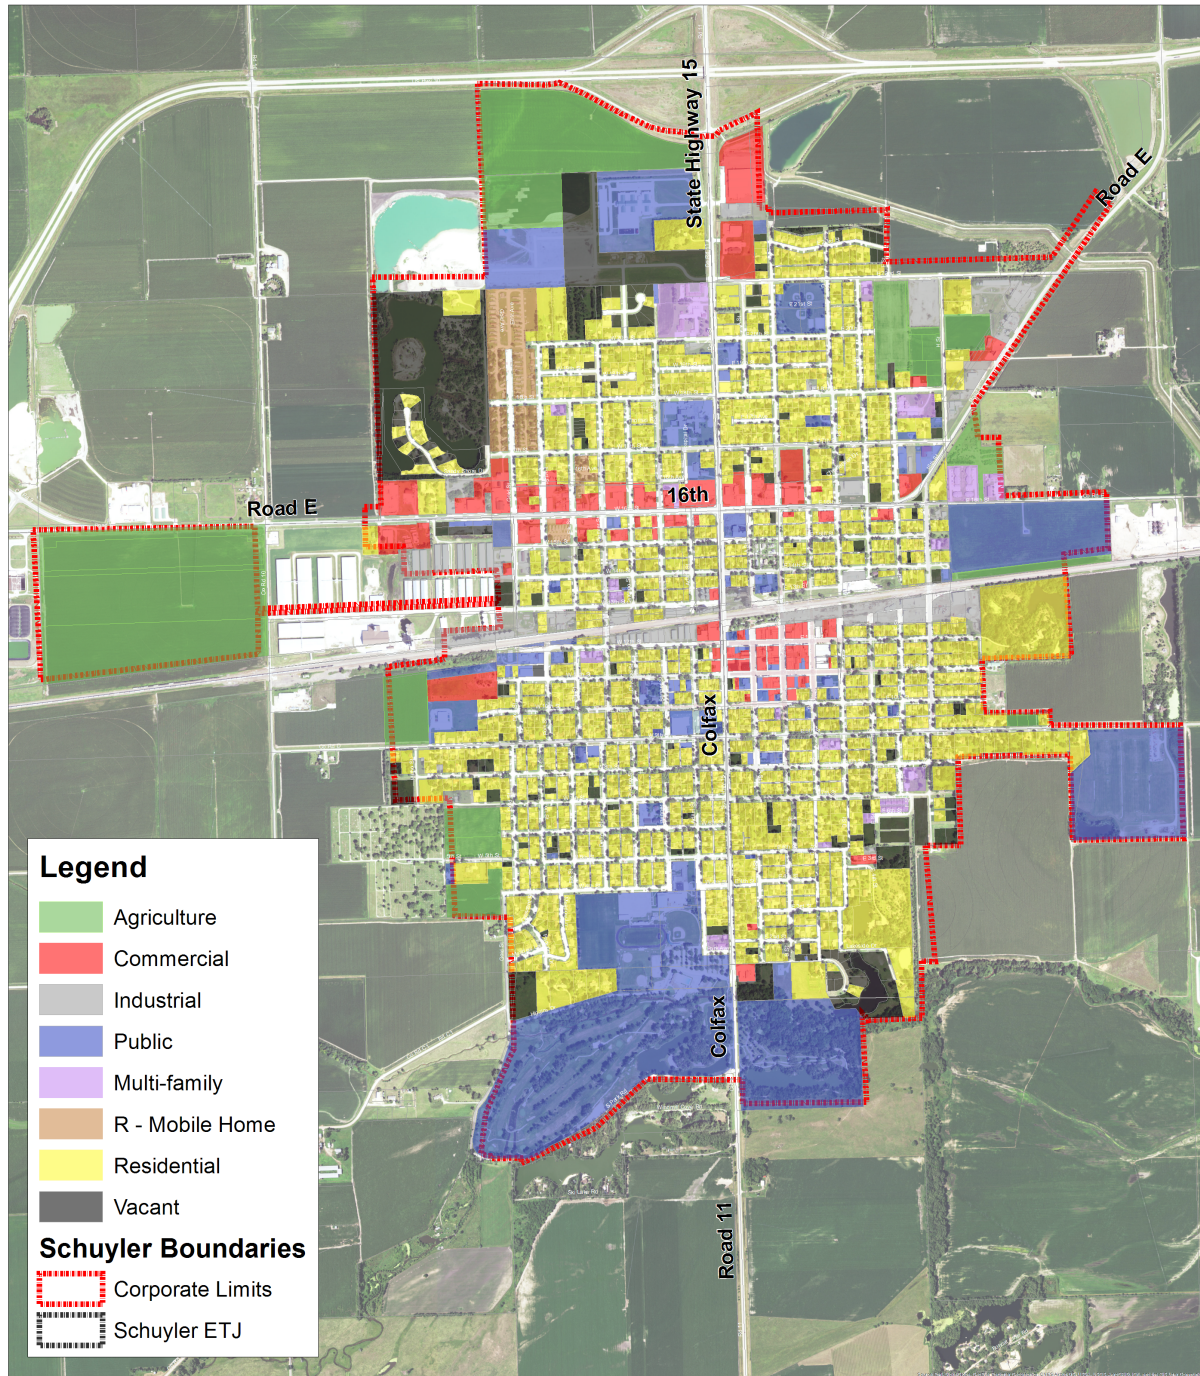 State Highway 15
Road E
Road E
16th
Colfax
Colfax
Road 11
Legend
Agriculture
Commercial
Industrial
Public
Multi-family
R - Mobile Home
Residential
Vacant
Schuyler Boundaries
Corporate Limits
Schuyler ETJ